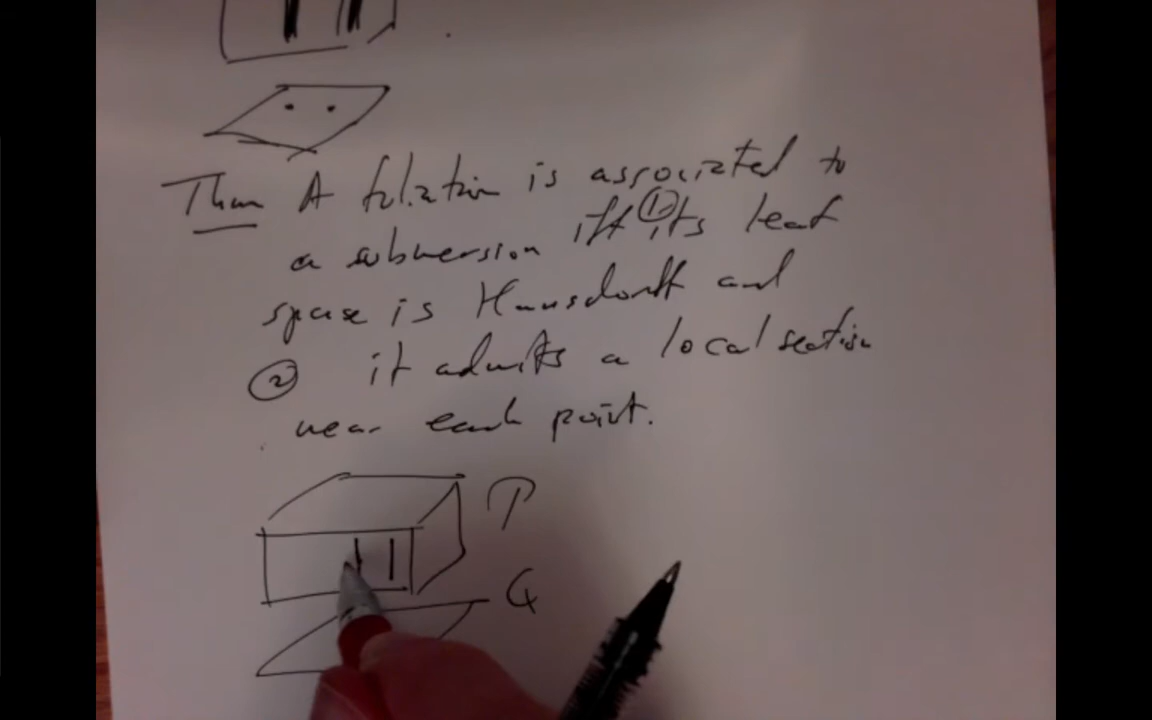 Thm A foliation is associated to
a submersion iff ① its leaf
space is Hausdorff and
② it admits a local section
near each point.
P
Q